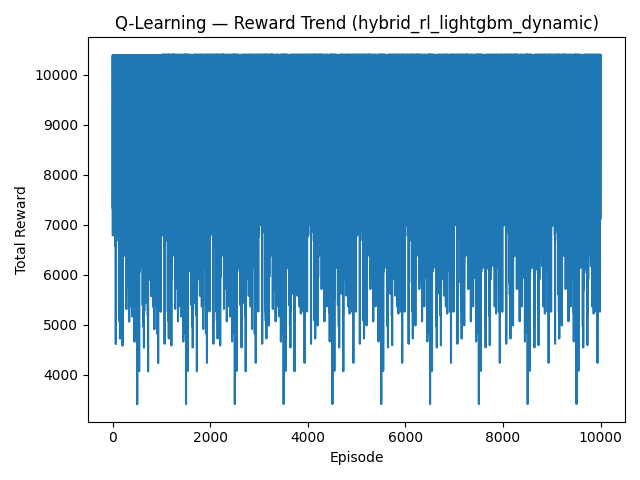 Q-Learning — Reward Trend (hybrid_rl_lightgbm_dynamic)
Total Reward
10000
9000
8000
7000
6000
5000
4000
0 2000 4000 6000 8000 10000
Episode